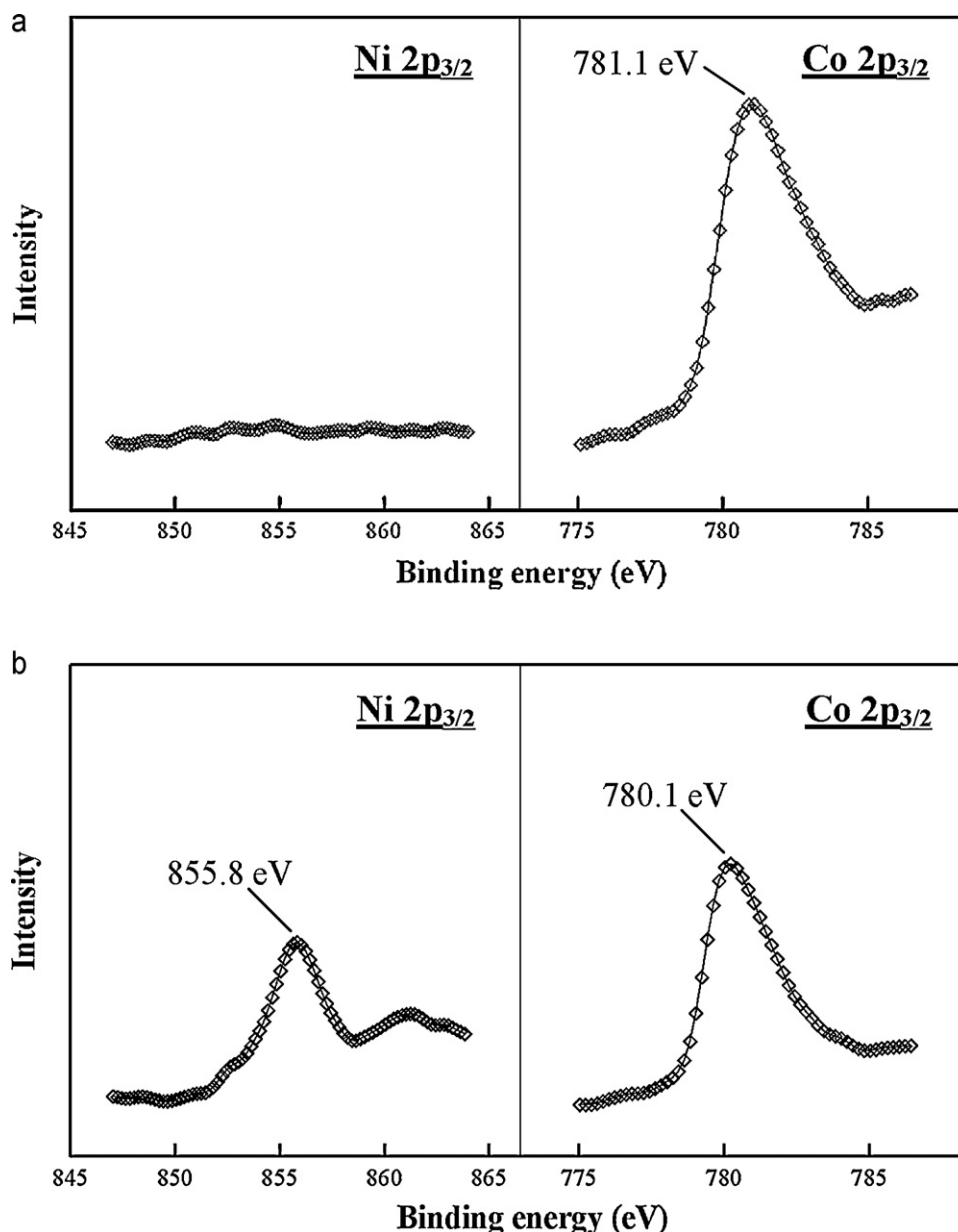 a
Ni 2p3/2
Co 2p3/2
781.1 eV
Intensity
845 850 855 860 865 775 780 785
Binding energy (eV)
b
Ni 2p3/2
Co 2p3/2
780.1 eV
855.8 eV
Intensity
845 850 855 860 865 775 780 785
Binding energy (eV)